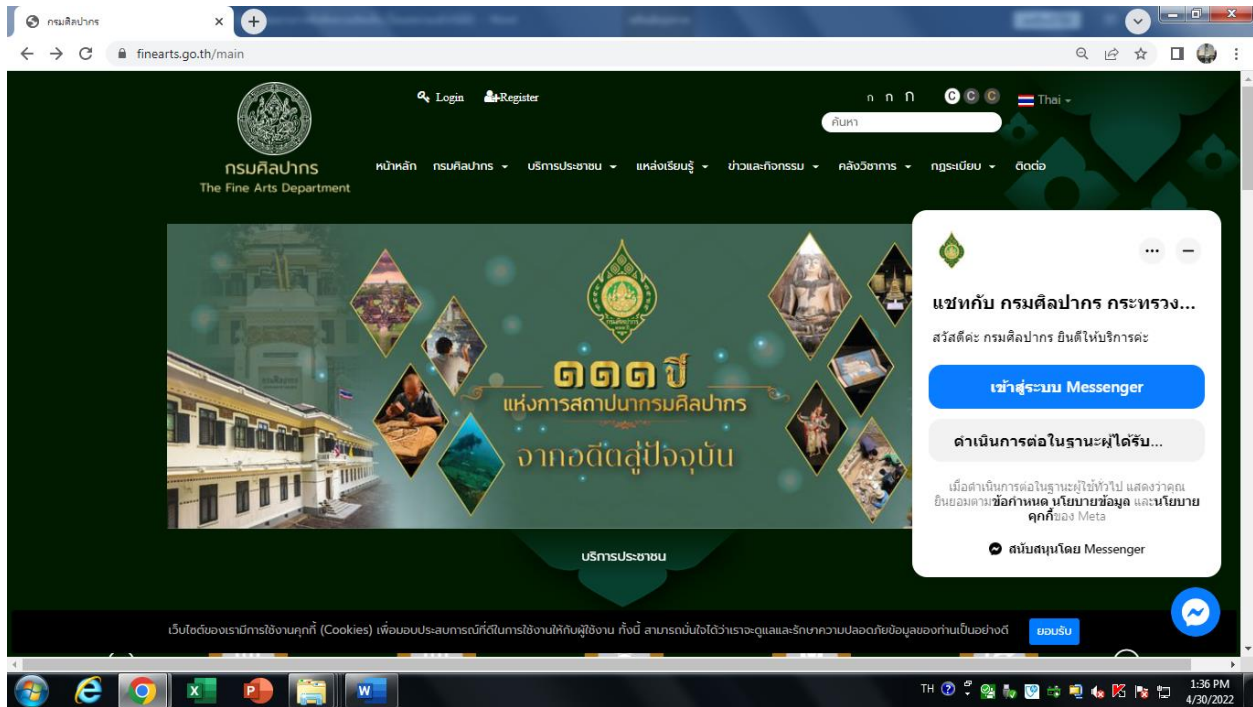 กรมศิลปากร
finearts.go.th/main
Login Register ก ก ก C C C Thai
ค้นหา
กรมศิลปากร
The Fine Arts Department
หน้าหลัก กรมศิลปากร บริการประชาชน แหล่งเรียนรู้ ข่าวและกิจกรรม คลังวิชาการ กฎระเบียบ ติดต่อ
๑๑๑ ปี
แห่งการสถาปนากรมศิลปากร
จากอดีตสู่ปัจจุบัน
แชทกับ กรมศิลปากร กระทรวง...
สวัสดีค่ะ กรมศิลปากร ยินดีให้บริการค่ะ
เข้าสู่ระบบ Messenger
ดำเนินการต่อในฐานะผู้ได้รับ...
เมื่อดำเนินการต่อในฐานะผู้ใช้ทั่วไป แสดงว่าคุณ
ยินยอมตามข้อกำหนด นโยบายข้อมูล และนโยบาย
คุกกี้ของ Meta
สนับสนุนโดย Messenger
บริการประชาชน
เว็บไซต์ของเรามีการใช้งานคุกกี้ (Cookies) เพื่อมอบประสบการณ์ที่ดีในการใช้งานให้กับผู้ใช้งาน ทั้งนี้ สามารถมั่นใจได้ว่าเราจะดูแลและรักษาความปลอดภัยข้อมูลของท่านเป็นอย่างดี ยอมรับ
TH
1:36 PM
4/30/2022